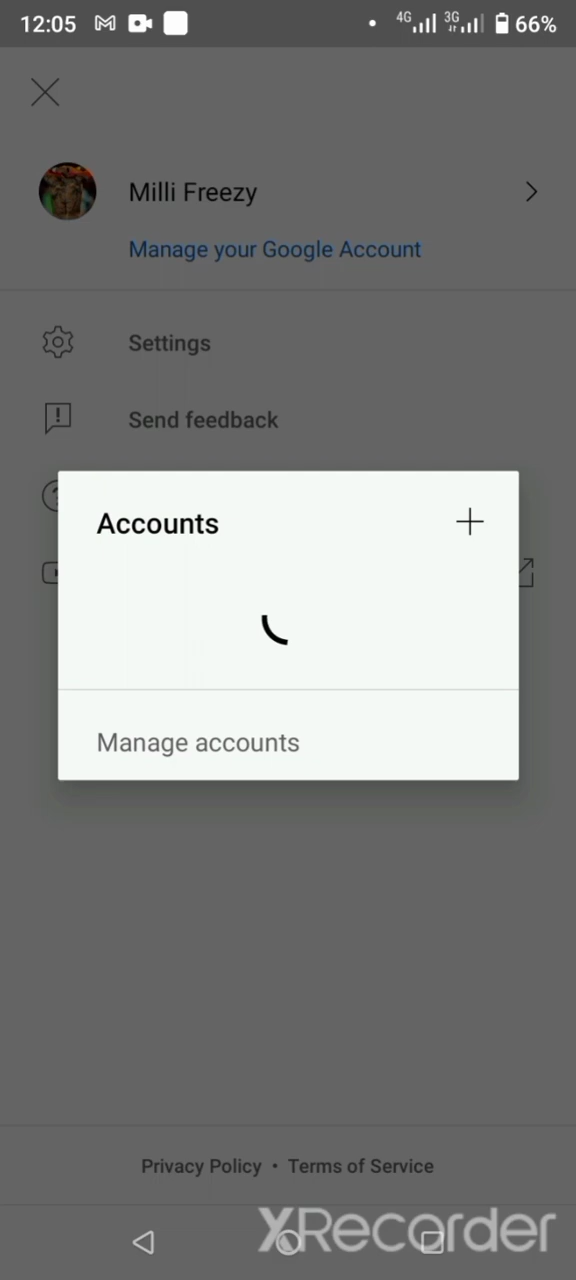 12:05
4G 3G 66%
Milli Freezy
Manage your Google Account
Settings
Send feedback
Accounts
Manage accounts
Privacy Policy • Terms of Service
XRecorder